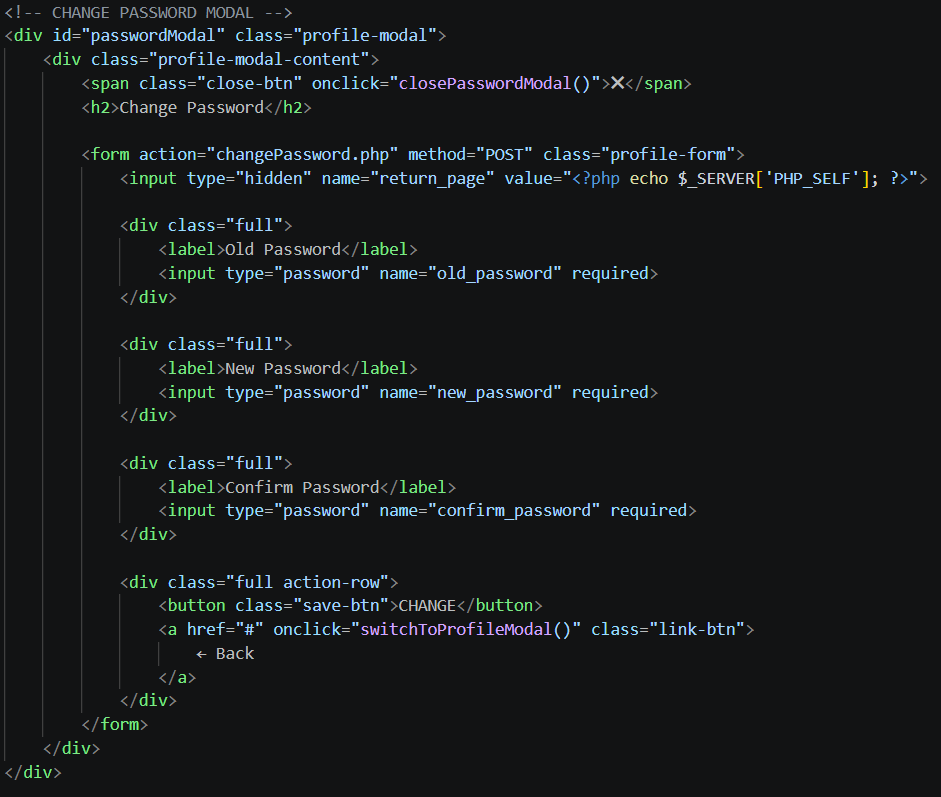 <!-- CHANGE PASSWORD MODAL -->
<div id="passwordModal" class="profile-modal">
    <div class="profile-modal-content">
        <span class="close-btn" onclick="closePasswordModal()">❌</span>
        <h2>Change Password</h2>

        <form action="changePassword.php" method="POST" class="profile-form">
            <input type="hidden" name="return_page" value="<?php echo $_SERVER['PHP_SELF']; ?>">

            <div class="full">
                <label>Old Password</label>
                <input type="password" name="old_password" required>
            </div>

            <div class="full">
                <label>New Password</label>
                <input type="password" name="new_password" required>
            </div>

            <div class="full">
                <label>Confirm Password</label>
                <input type="password" name="confirm_password" required>
            </div>

            <div class="full action-row">
                <button class="save-btn">CHANGE</button>
                <a href="#" onclick="switchToProfileModal()" class="link-btn">
                    ← Back
                </a>
            </div>
        </form>
    </div>
</div>